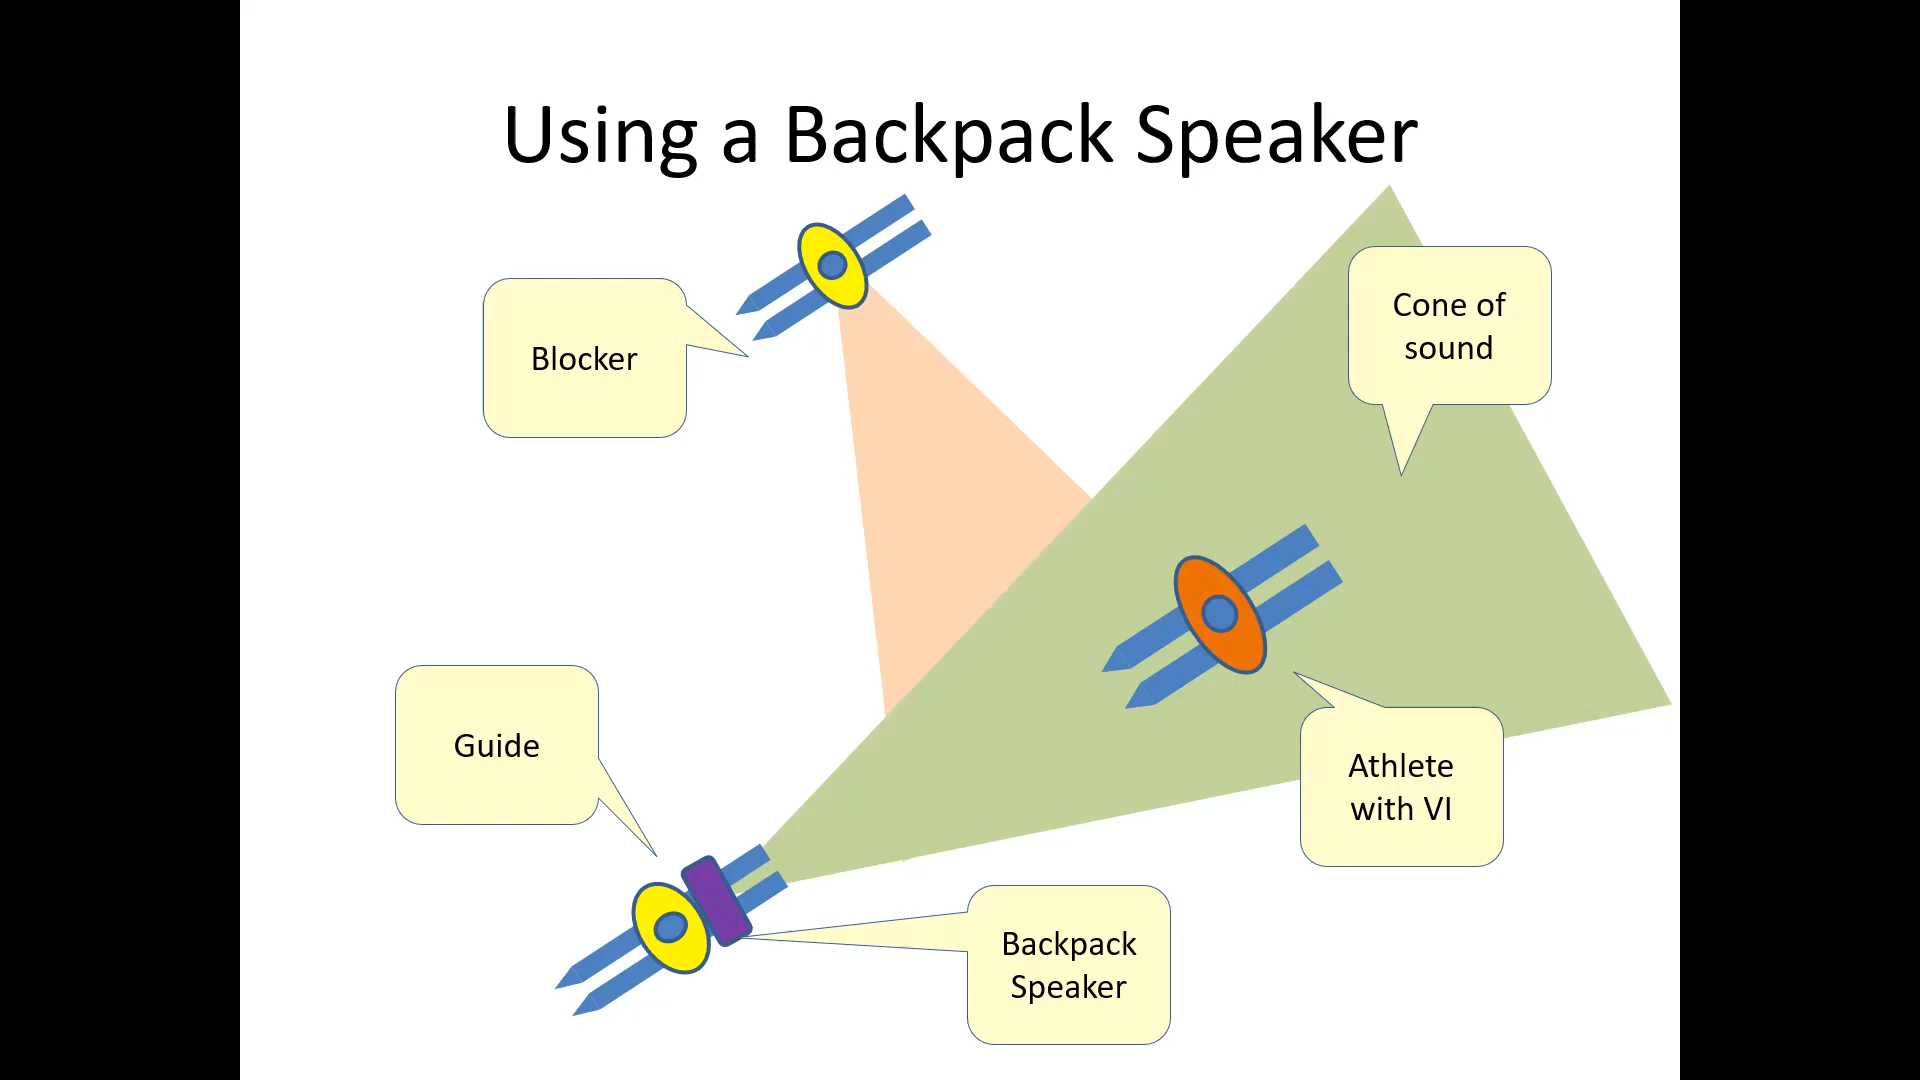 Using a Backpack Speaker
Blocker
Cone of
sound
Guide
Athlete
with VI
Backpack
Speaker